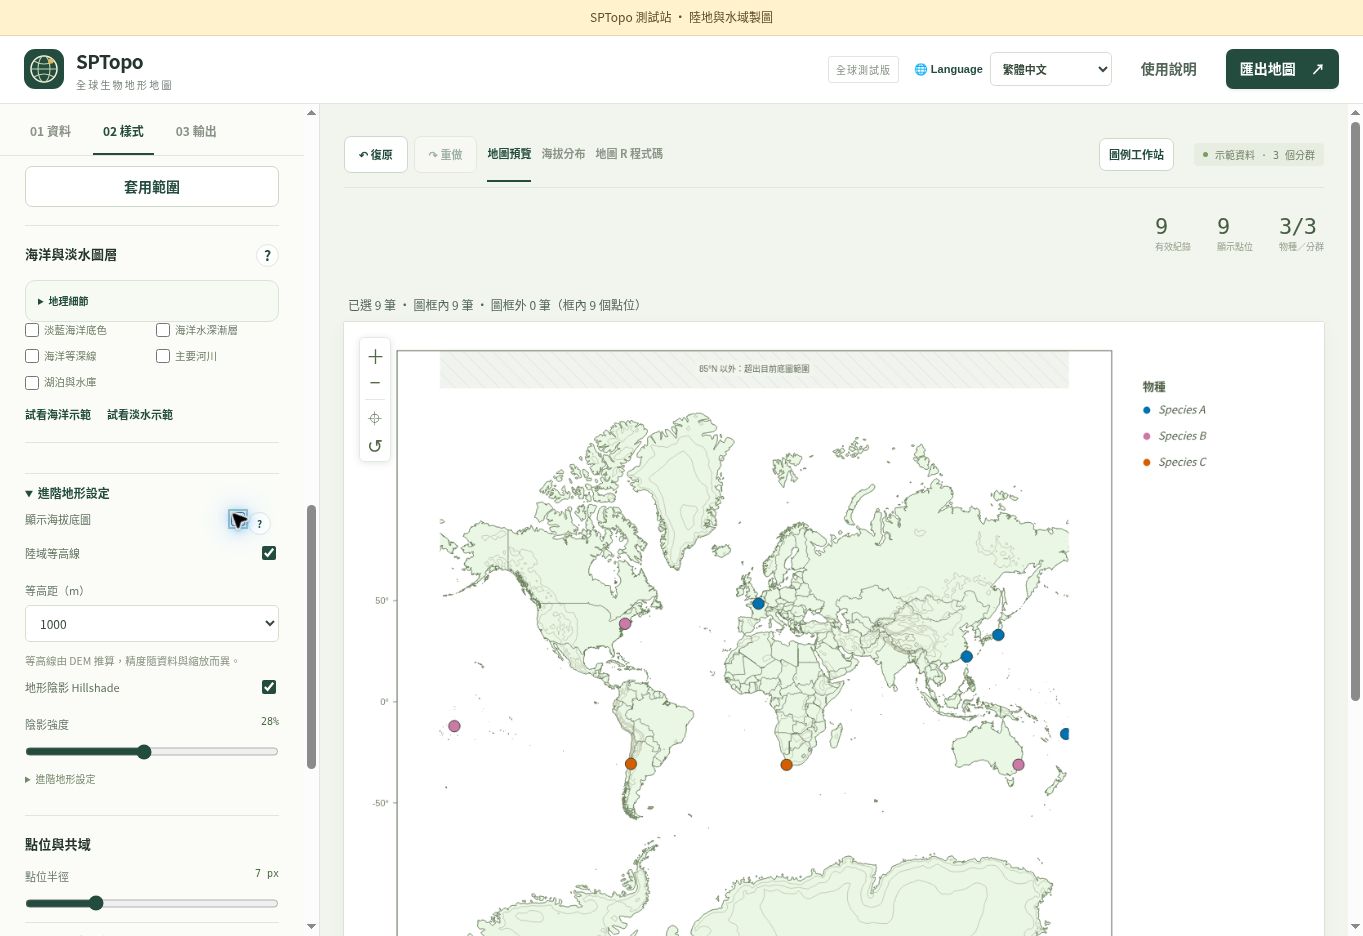 SPTopo 測試站 · 陸地與水域製圖
SPTopo
全球生物地形地圖
全球測試版
🌐 Language
繁體中文
使用說明
匯出地圖 ↗
01 資料
02 樣式
03 輸出
↶ 復原
↷ 重做
地圖預覽
海拔分布
地圖 R 程式碼
圖例工作站
示範資料 · 3 個分群
套用範圍
9
有效紀錄
9
顯示點位
3/3
物種／分群
海洋與淡水圖層
?
地理細節
淡藍海洋底色
海洋水深漸層
海洋等深線
主要河川
湖泊與水庫
試看海洋示範
試看淡水示範
進階地形設定
顯示海拔底圖
?
陸域等高線
等高距（m）
1000
等高線由 DEM 推算，精度隨資料與縮放而異。
地形陰影 Hillshade
陰影強度
28%
進階地形設定
點位與共域
點位半徑
7 px
已選 9 筆 · 圖框內 9 筆 · 圖框外 0 筆（框內 9 個點位）
+
−
↺
85°N 以外：超出目前底圖範圍
50°
0°
-50°
物種
Species A
Species B
Species C